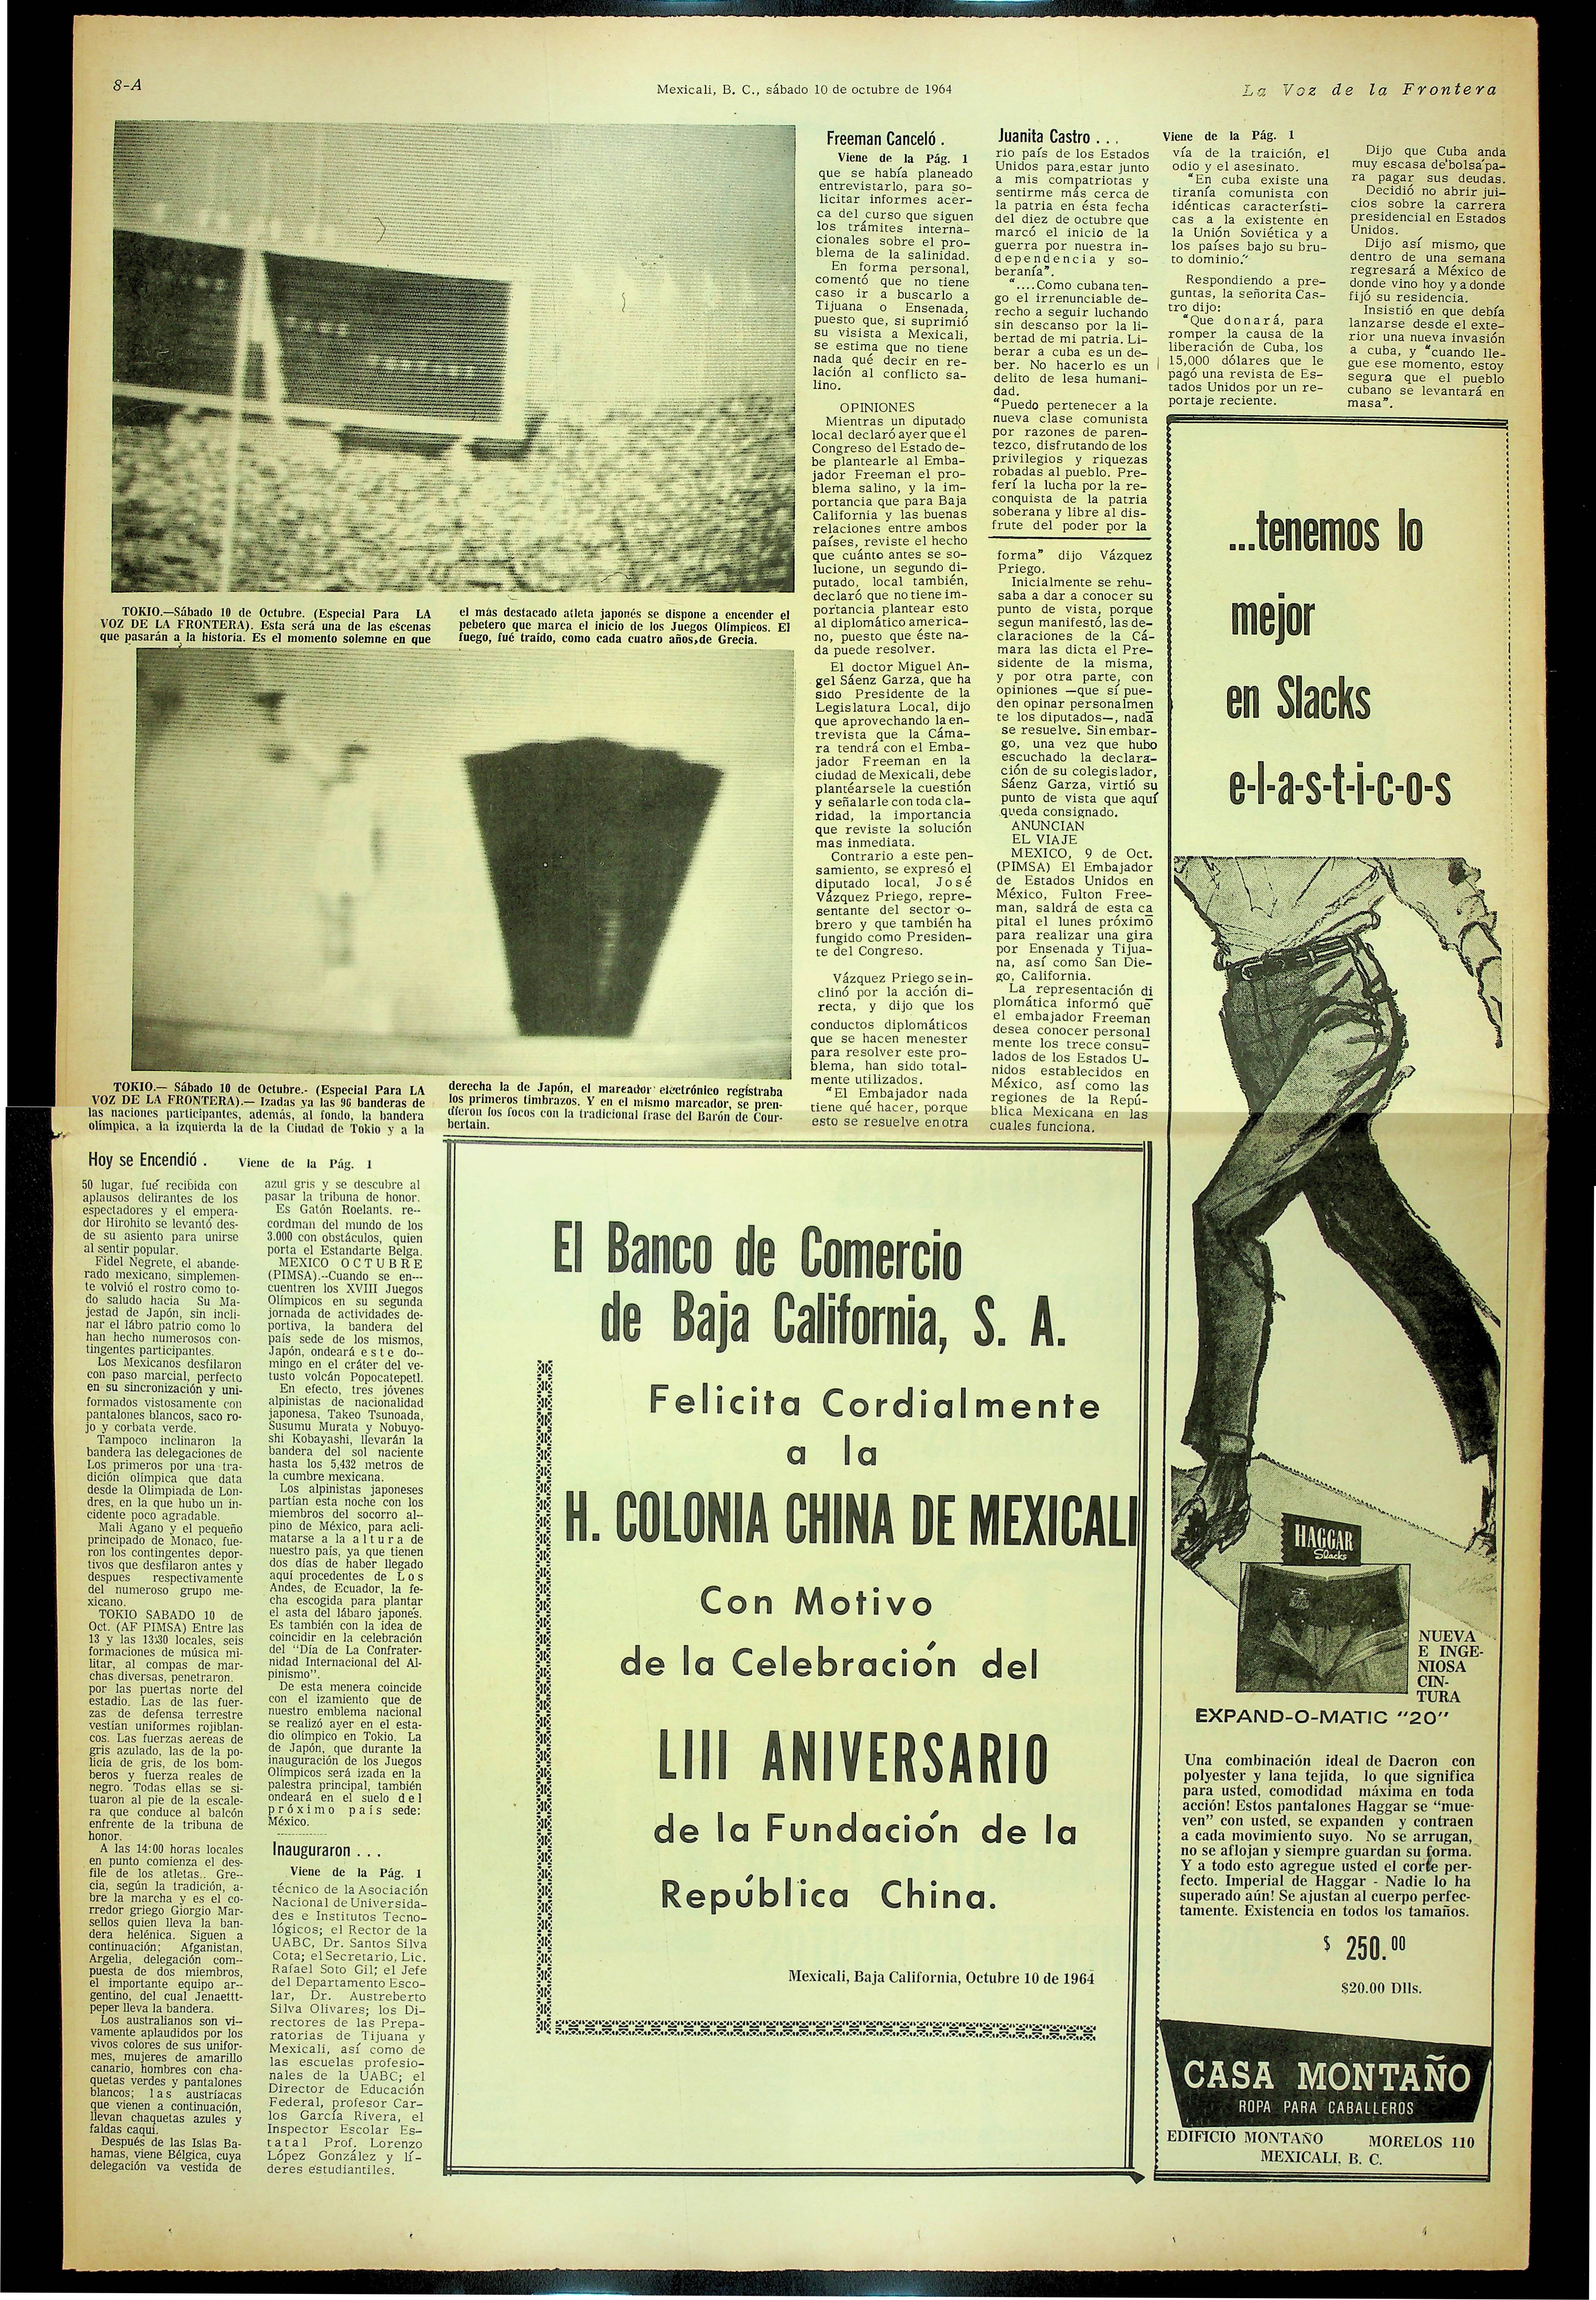 8-A
Mexicali, B. C., sábado 10 de octubre de 1964
La Voz de la Frontera
TOKIO.—Sábado 10 de Octubre. (Especial Para LA
VOZ DE LA FRONTERA). Esta será una de las escenas
que pasarán a la historia. Es el momento solemne en que
el más destacado atleta japonés se dispone a encender el
pebetero que marca el inicio de los Juegos Olímpicos. El
fuego, fué traído, como cada cuatro años,de Grecia.
TOKIO.— Sábado 10 de Octubre.- (Especial Para LA
VOZ DE LA FRONTERA).— Izadas ya las 96 banderas de
las naciones participantes, además, al fondo, la bandera
olímpica, a la izquierda la de la Ciudad de Tokio y a la
derecha la de Japón, el mareador electrónico registraba
los primeros timbrazos. Y en el mismo marcador, se pren-
dieron los focos con la tradicional frase del Barón de Cour-
bertain.
Freeman Canceló .
Viene de la Pág. 1
que se había planeado
entrevistarlo, para so-
licitar informes acer-
ca del curso que siguen
los trámites interna-
cionales sobre el pro-
blema de la salinidad.
En forma personal,
comentó que no tiene
caso ir a buscarlo a
Tijuana o Ensenada,
puesto que, si suprimió
su visista a Mexicali,
se estima que no tiene
nada qué decir en re-
lación al conflicto sa-
lino.
OPINIONES
Mientras un diputado
local declaró ayer que el
Congreso del Estado de-
be plantearle al Emba-
jador Freeman el pro-
blema salino, y la im-
portancia que para Baja
California y las buenas
relaciones entre ambos
países, reviste el hecho
que cuánto antes se so-
lucione, un segundo di-
putado, local también,
declaró que no tiene im-
portancia plantear esto
al diplomático america-
no, puesto que éste na-
da puede resolver.
El doctor Miguel An-
gel Sáenz Garza, que ha
sido Presidente de la
Legislatura Local, dijo
que aprovechando la en-
trevista que la Cáma-
ra tendrá con el Emba-
jador Freeman en la
ciudad de Mexicali, debe
plantéarsele la cuestión
y señalarle con toda cla-
ridad, la importancia
que reviste la solución
mas inmediata.
Contrario a este pen-
samiento, se expresó el
diputado local, José
Vázquez Priego, repre-
sentante del sector o-
brero y que también ha
fungido como Presiden-
te del Congreso.
Vázquez Priego se in-
clinó por la acción di-
recta, y dijo que los
conductos diplomáticos
que se hacen menester
para resolver este pro-
blema, han sido total-
mente utilizados.
"El Embajador nada
tiene qué hacer, porque
esto se resuelve en otra
forma" dijo Vázquez
Priego.
Inicialmente se rehu-
saba a dar a conocer su
punto de vista, porque
segun manifestó, las de-
claraciones de la Cá-
mara las dicta el Pre-
sidente de la misma,
y por otra parte, con
opiniones —que sí pue-
den opinar personalmen
te los diputados—, nada
se resuelve. Sin embar-
go, una vez que hubo
escuchado la declara-
ción de su colegislador,
Sáenz Garza, virtió su
punto de vista que aquí
queda consignado.
ANUNCIAN
EL VIAJE
MEXICO, 9 de Oct.
(PIMSA) El Embajador
de Estados Unidos en
México, Fulton Free-
man, saldrá de esta ca
pital el lunes próximo
para realizar una gira
por Ensenada y Tijua-
na, así como San Die-
go, California.
La representación di
plomática informó que
el embajador Freeman
desea conocer personal
mente los trece consu-
lados de los Estados U-
nidos establecidos en
México, así como las
regiones de la Repú-
blica Mexicana en las
cuales funciona.
Juanita Castro . . .
Viene de la Pág. 1
rio país de los Estados
Unidos para estar junto
a mis compatriotas y
sentirme más cerca de
la patria en ésta fecha
del diez de octubre que
marcó el inicio de la
guerra por nuestra in-
dependencia y so-
beranía".
"....Como cubana ten-
go el irrenunciable de-
recho a seguir luchando
sin descanso por la li-
bertad de mi patria. Li-
berar a cuba es un de-
ber. No hacerlo es un
delito de lesa humani-
dad.
"Puedo pertenecer a la
nueva clase comunista
por razones de paren-
tezco, disfrutando de los
privilegios y riquezas
robadas al pueblo. Pre-
ferí la lucha por la re-
conquista de la patria
soberana y libre al dis-
frute del poder por la
vía de la traición, el
odio y el asesinato.
"En cuba existe una
tiranía comunista con
idénticas característi-
cas a la existente en
la Unión Soviética y a
los países bajo su bru-
to dominio."
Respondiendo a pre-
guntas, la señorita Cas-
tro dijo:
"Que donará, para
romper la causa de la
liberación de Cuba, los
15,000 dólares que le
pagó una revista de Es-
tados Unidos por un re-
portaje reciente.
Dijo que Cuba anda
muy escasa de bolsa pa-
ra pagar sus deudas.
Decidió no abrir jui-
cios sobre la carrera
presidencial en Estados
Unidos.
Dijo así mismo, que
dentro de una semana
regresará a México de
donde vino hoy y a donde
fijó su residencia.
Insistió en que debía
lanzarse desde el exte-
rior una nueva invasión
a cuba, y "cuando lle-
gue ese momento, estoy
segura que el pueblo
cubano se levantará en
masa".
Hoy se Encendió .
Viene de la Pág. 1
50 lugar, fué recibida con
aplausos delirantes de los
espectadores y el empera-
dor Hirohito se levantó des-
de su asiento para unirse
al sentir popular.
Fidel Negrete, el abande-
rado mexicano, simplemen-
te volvió el rostro como to-
do saludo hacia Su Ma-
jestad de Japón, sin incli-
nar el lábro patrio como lo
han hecho numerosos con-
tingentes participantes.
Los Mexicanos desfilaron
con paso marcial, perfecto
en su sincronización y uni-
formados vistosamente con
pantalones blancos, saco ro-
jo y corbata verde.
Tampoco inclinaron la
bandera las delegaciones de
Los primeros por una tra-
dición olímpica que data
desde la Olimpiada de Lon-
dres, en la que hubo un in-
cidente poco agradable.
Mali Agano y el pequeño
principado de Monaco, fue-
ron los contingentes depor-
tivos que desfilaron antes y
despues respectivamente
del numeroso grupo me-
xicano.
TOKIO SABADO 10 de
Oct. (AF PIMSA) Entre las
13 y las 13:30 locales, seis
formaciones de música mi-
litar, al compas de mar-
chas diversas, penetraron.
por las puertas norte del
estadio. Las de las fuer-
zas de defensa terrestre
vestían uniformes rojiblan-
cos. Las fuerzas aereas de
gris azulado, las de la po-
licía de gris, de los bom-
beros y fuerza reales de
negro. Todas ellas se si-
tuaron al pie de la escale-
ra que conduce al balcón
enfrente de la tribuna de
honor.
A las 14:00 horas locales
en punto comienza el des-
file de los atletas.. Gre--
cia, según la tradición, a-
bre la marcha y es el co-
rredor griego Giorgio Mar-
sellos quien lleva la ban-
dera helénica. Siguen a
continuación; Afganistan,
Argelia, delegación com--
puesta de dos miembros,
el importante equipo ar--
gentino, del cual Jenaettt-
peper lleva la bandera.
Los australianos son vi--
vamente aplaudidos por los
vivos colores de sus unifor-
mes, mujeres de amarillo
canario, hombres con cha-
quetas verdes y pantalones
blancos; las austríacas
que vienen a continuación,
llevan chaquetas azules y
faldas caqui.
Después de las Islas Ba-
hamas, viene Bélgica, cuya
delegación va vestida de
azul gris y se descubre al
pasar la tribuna de honor.
Es Gatón Roelants. re--
cordman del mundo de los
3.000 con obstáculos, quien
porta el Estandarte Belga.
MEXICO OCTUBRE
(PIMSA).--Cuando se en---
cuentren los XVIII Juegos
Olímpicos en su segunda
jornada de actividades de-
portiva, la bandera del
país sede de los mismos,
Japón, ondeará este do--
mingo en el cráter del ve-
tusto volcán Popocatepetl.
En efecto, tres jóvenes
alpinistas de nacionalidad
japonesa, Takeo Tsunoada,
Susumu Murata y Nobuyo-
shi Kobayashi, llevarán la
bandera del sol naciente
hasta los 5,432 metros de
la cumbre mexicana.
Los alpinistas japoneses
partían esta noche con los
miembros del socorro al--
pino de México, para acli-
matarse a la altura de
nuestro país, ya que tienen
dos días de haber llegado
aquí procedentes de Los
Andes, de Ecuador, la fe-
cha escogida para plantar
el asta del lábaro japonés.
Es también con la idea de
coincidir en la celebración
del "Día de La Confrater-
nidad Internacional del Al-
pinismo".
De esta menera coincide
con el izamiento que de
nuestro emblema nacional
se realizó ayer en el esta-
dio olímpico en Tokio. La
de Japón, que durante la
inauguración de los Juegos
Olímpicos será izada en la
palestra principal, también
ondeará en el suelo del
próximo país sede:
México.
Inauguraron . . .
Viene de la Pág. 1
técnico de la Asociación
Nacional de Universida-
des e Institutos Tecno-
lógicos; el Rector de la
UABC, Dr. Santos Silva
Cota; el Secretario, Lic.
Rafael Soto Gil; el Jefe
del Departamento Esco-
lar, Dr. Austreberto
Silva Olivares; los Di-
rectores de las Prepa-
ratorias de Tijuana y
Mexicali, así como de
las escuelas profesio-
nales de la UABC; el
Director de Educación
Federal, profesor Car-
los García Rivera, el
Inspector Escolar Es-
tatal Prof. Lorenzo
López González y lí-
deres estudiantiles.
El Banco de Comercio
de Baja California, S. A.
Felicita Cordialmente
a la
H. COLONIA CHINA DE MEXICALI
Con Motivo
de la Celebración del
LIII ANIVERSARIO
de la Fundación de la
República China.
Mexicali, Baja California, Octubre 10 de 1964
...tenemos lo
mejor
en Slacks
e-l-a-s-t-i-c-o-s
HAGGAR
Slacks
NUEVA
E INGE-
NIOSA
CIN-
TURA
EXPAND-O-MATIC "20"
Una combinación ideal de Dacron con
polyester y lana tejida, lo que significa
para usted, comodidad máxima en toda
acción! Estos pantalones Haggar se "mue-
ven" con usted, se expanden y contraen
a cada movimiento suyo. No se arrugan,
no se aflojan y siempre guardan su forma.
Y a todo esto agregue usted el corte per-
fecto. Imperial de Haggar - Nadie lo ha
superado aún! Se ajustan al cuerpo perfec-
tamente. Existencia en todos los tamaños.
$ 250.00
$20.00 Dlls.
CASA MONTAÑO
ROPA PARA CABALLEROS
EDIFICIO MONTAÑO MORELOS 110
MEXICALI, B. C.